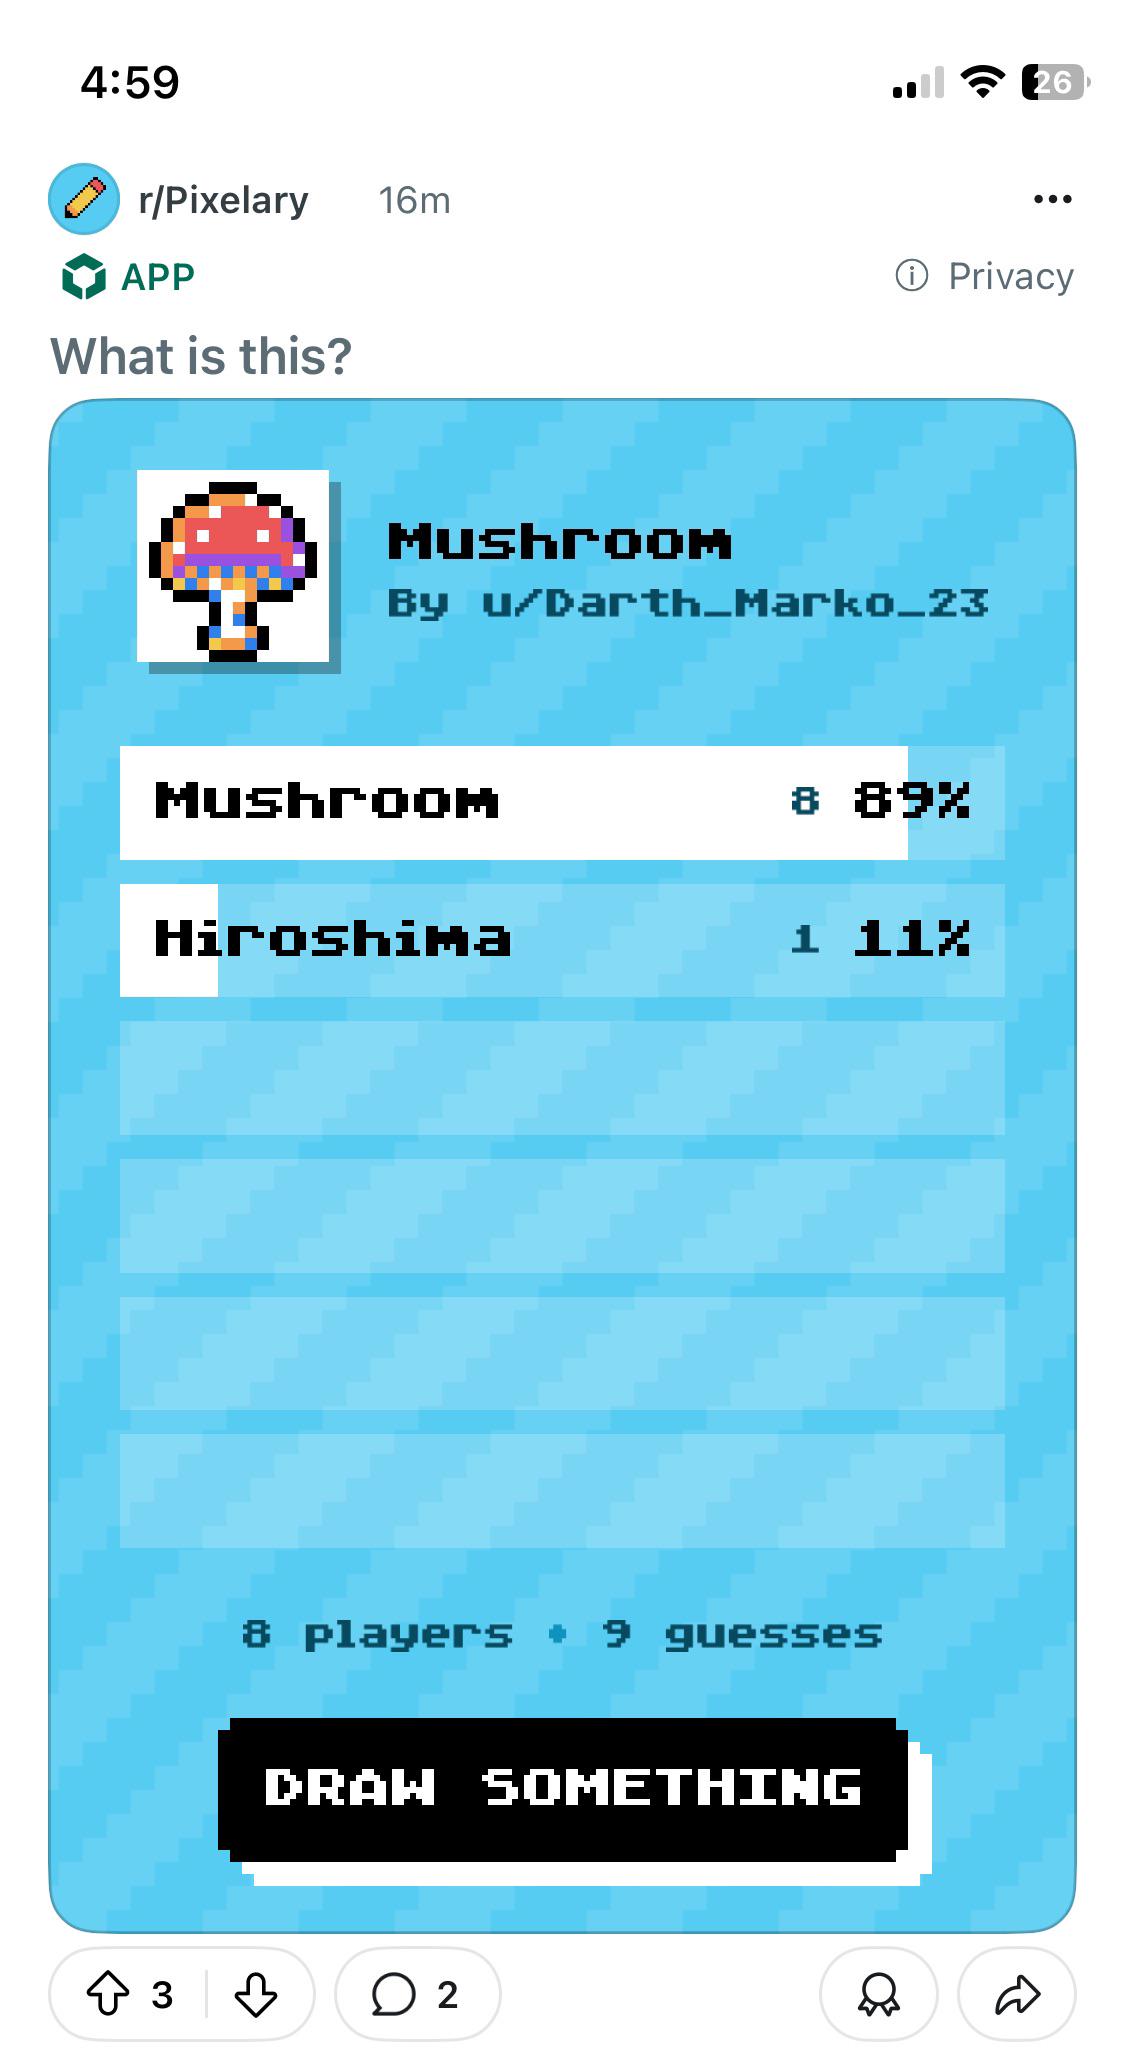 4:59
26
r/Pixelary 16m
APP
Privacy
What is this?
Mushroom
By u/Darth_Marko_23
Mushroom 8 89%
Hiroshima 1 11%
8 players • 9 guesses
DRAW SOMETHING
3
2